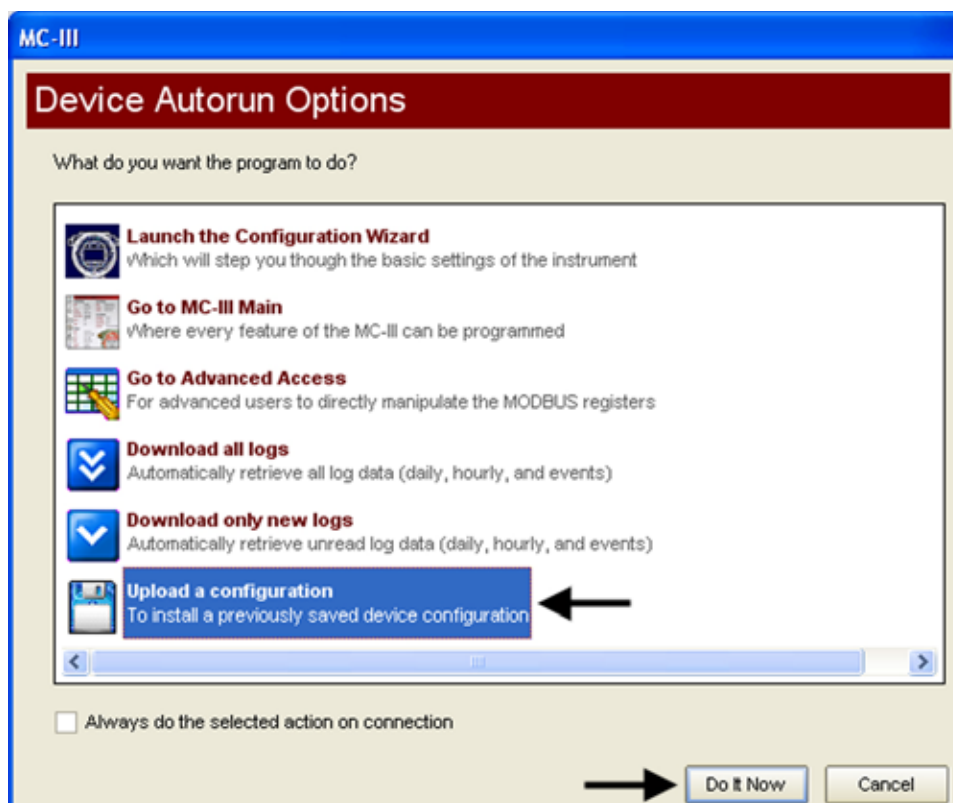 MC-III
Device Autorun Options
What do you want the program to do?
Launch the Configuration Wizard
Which will step you though the basic settings of the instrument
Go to MC-III Main
Where every feature of the MC-III can be programmed
Go to Advanced Access
For advanced users to directly manipulate the MODBUS registers
Download all logs
Automatically retrieve all log data (daily, hourly, and events)
Download only new logs
Automatically retrieve unread log data (daily, hourly, and events)
Upload a configuration
To install a previously saved device configuration
Always do the selected action on connection
Do It Now Cancel